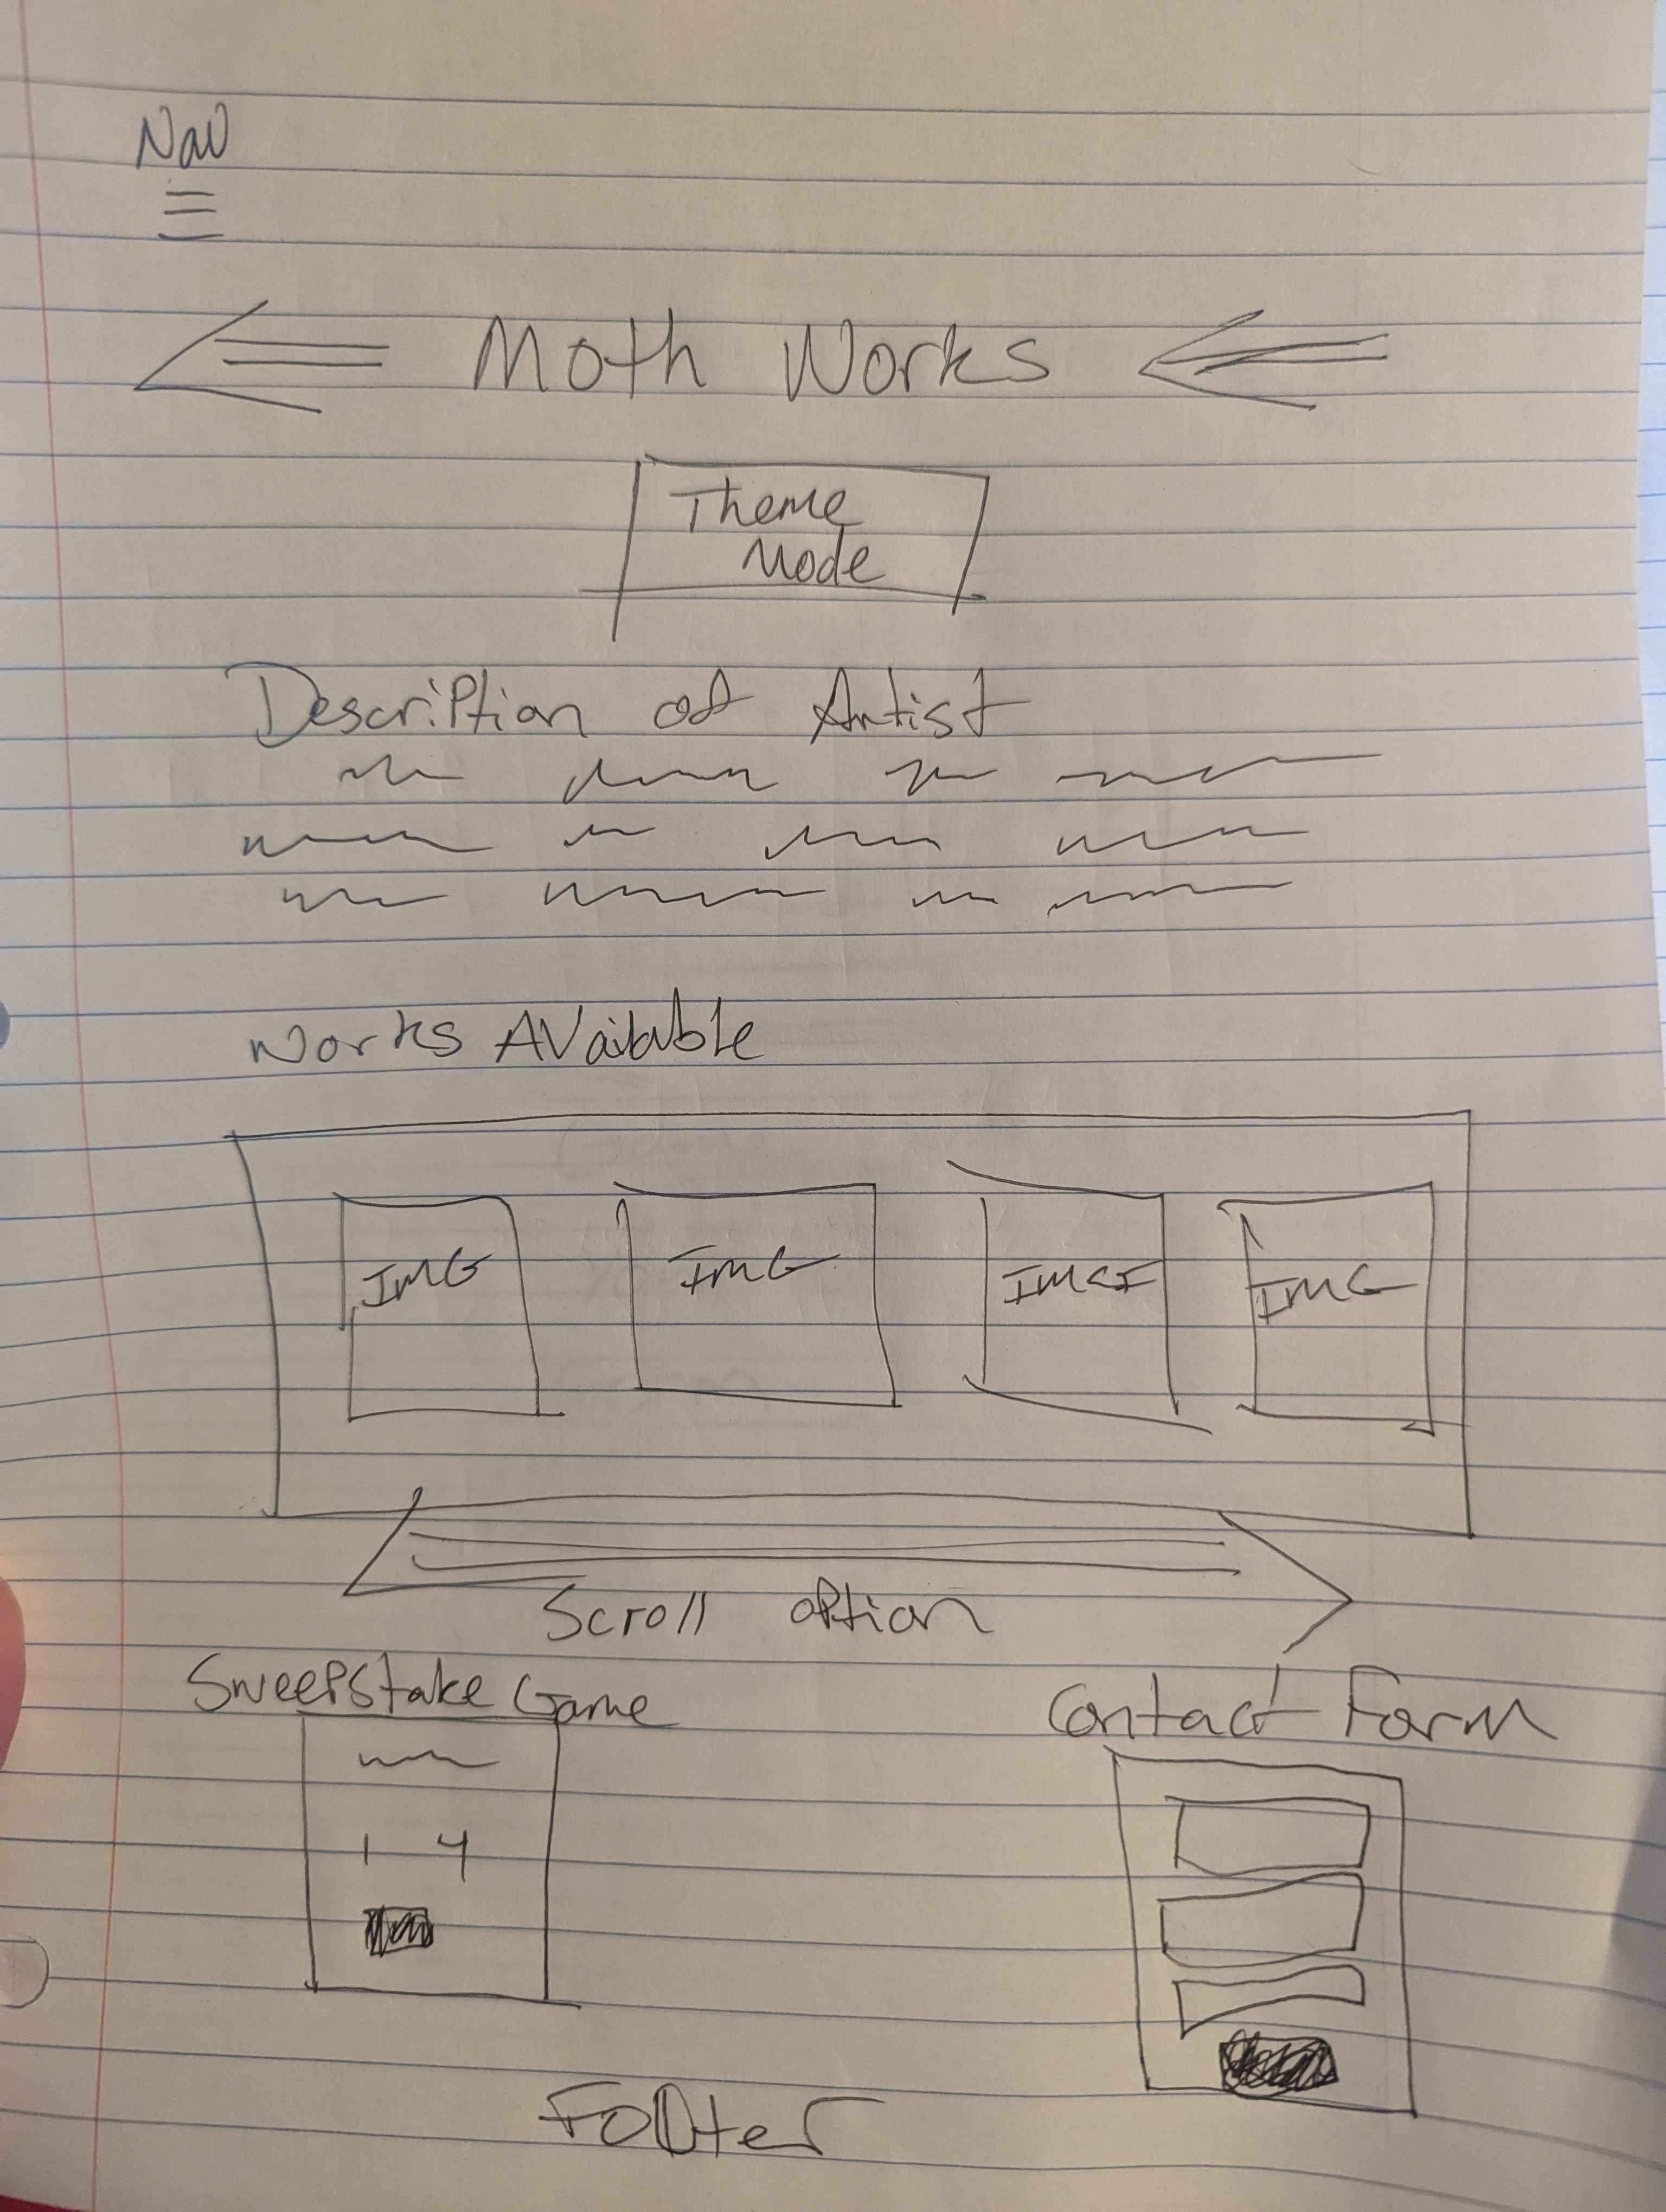 Nav
Moth Works
Theme
Mode
Description of Artist
Works Available
IMG IMG IMG IMG
Scroll option
Sweepstake Game
Contact Form
1 4
Footer